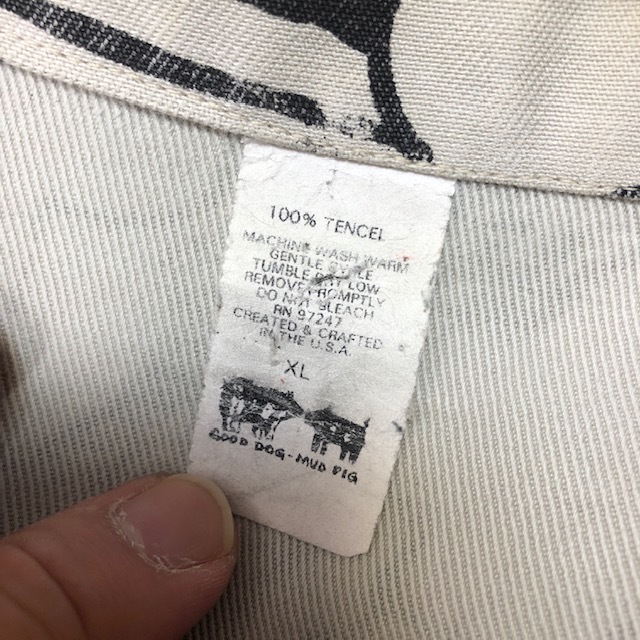 100% TENCEL
MACHINE WASH WARM
GENTLE CYCLE
TUMBLE DRY LOW
REMOVE PROMPTLY
DO NOT BLEACH
RN 97247
CREATED & CRAFTED
IN THE U.S.A.
XL
GOOD DOG - MUD PIG